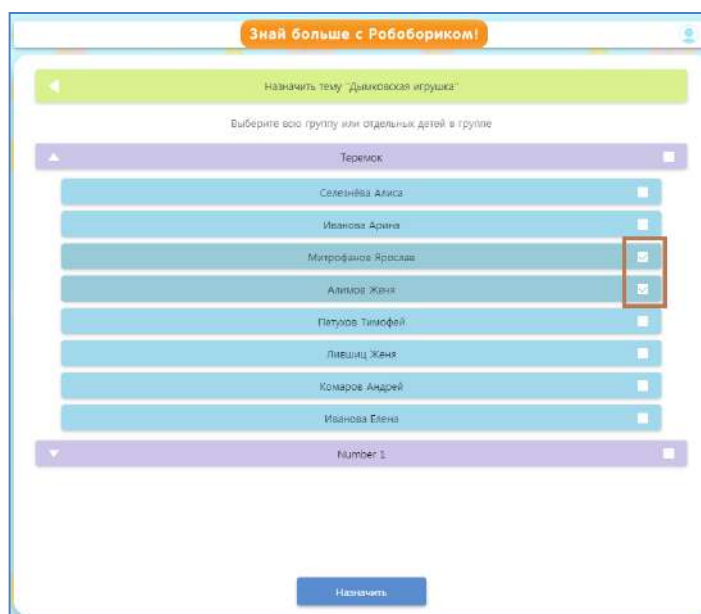 Знай больше с Робобориком!
Назначить тему "Дымковская игрушка"
Выберите всю группу или отдельных детей в группе
Теремок
Селезнёва Алиса
Иванова Арина
Митрофанов Ярослав
Алимов Женя
Петухов Тимофей
Лившиц Женя
Комаров Андрей
Иванова Елена
Number 1
Назначить